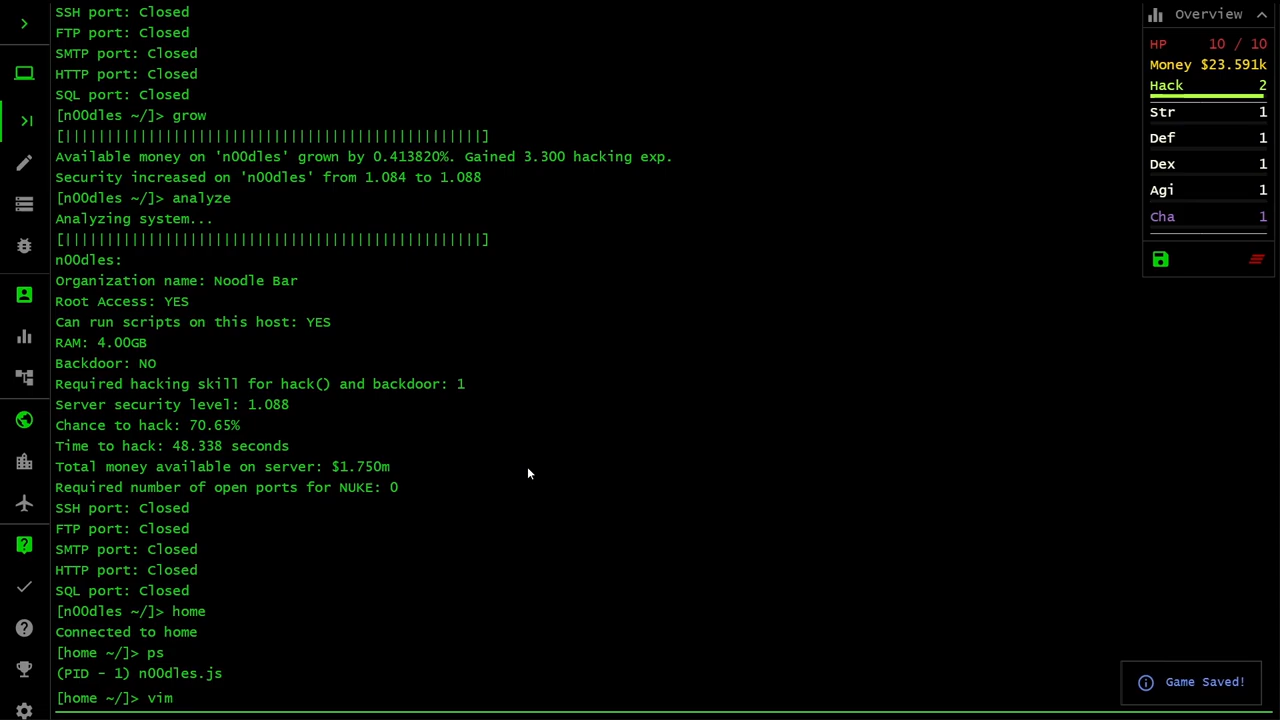 SSH port: Closed
FTP port: Closed
SMTP port: Closed
HTTP port: Closed
SQL port: Closed
[n00dles ~/]> grow
[||||||||||||||||||||||||||||||||||||||||||||||||||]
Available money on 'n00dles' grown by 0.413820%. Gained 3.300 hacking exp.
Security increased on 'n00dles' from 1.084 to 1.088
[n00dles ~/]> analyze
Analyzing system...
[||||||||||||||||||||||||||||||||||||||||||||||||||]
n00dles:
Organization name: Noodle Bar
Root Access: YES
Can run scripts on this host: YES
RAM: 4.00GB
Backdoor: NO
Required hacking skill for hack() and backdoor: 1
Server security level: 1.088
Chance to hack: 70.65%
Time to hack: 48.338 seconds
Total money available on server: $1.750m
Required number of open ports for NUKE: 0
SSH port: Closed
FTP port: Closed
SMTP port: Closed
HTTP port: Closed
SQL port: Closed
[n00dles ~/]> home
Connected to home
[home ~/]> ps
(PID - 1) n00dles.js
[home ~/]> vim
Overview
HP 10 / 10
Money $23.591k
Hack 2
Str 1
Def 1
Dex 1
Agi 1
Cha 1
Game Saved!